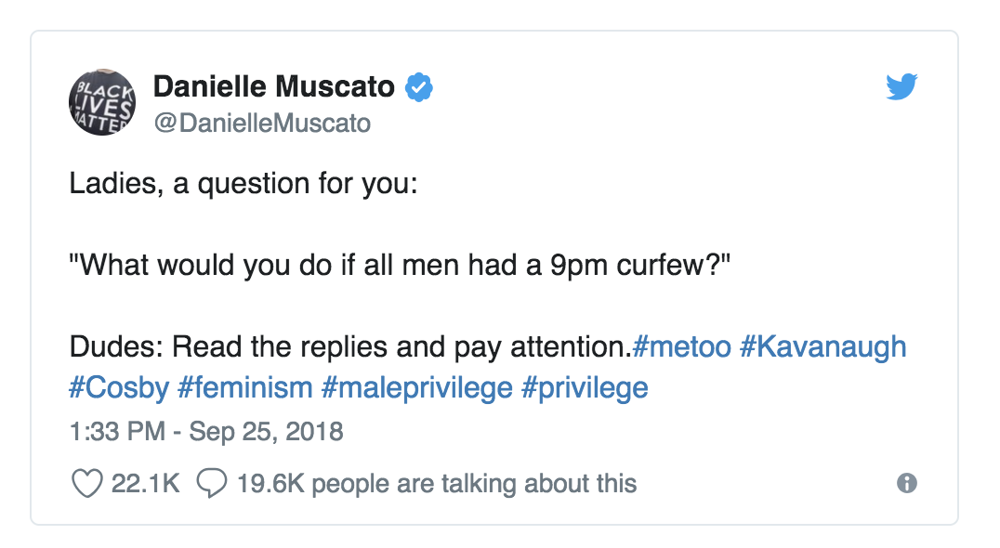 BLACK
LIVES
MATTER
Danielle Muscato
@DanielleMuscato
Ladies, a question for you:
"What would you do if all men had a 9pm curfew?"
Dudes: Read the replies and pay attention.#metoo #Kavanaugh
#Cosby #feminism #maleprivilege #privilege
1:33 PM - Sep 25, 2018
22.1K 19.6K people are talking about this